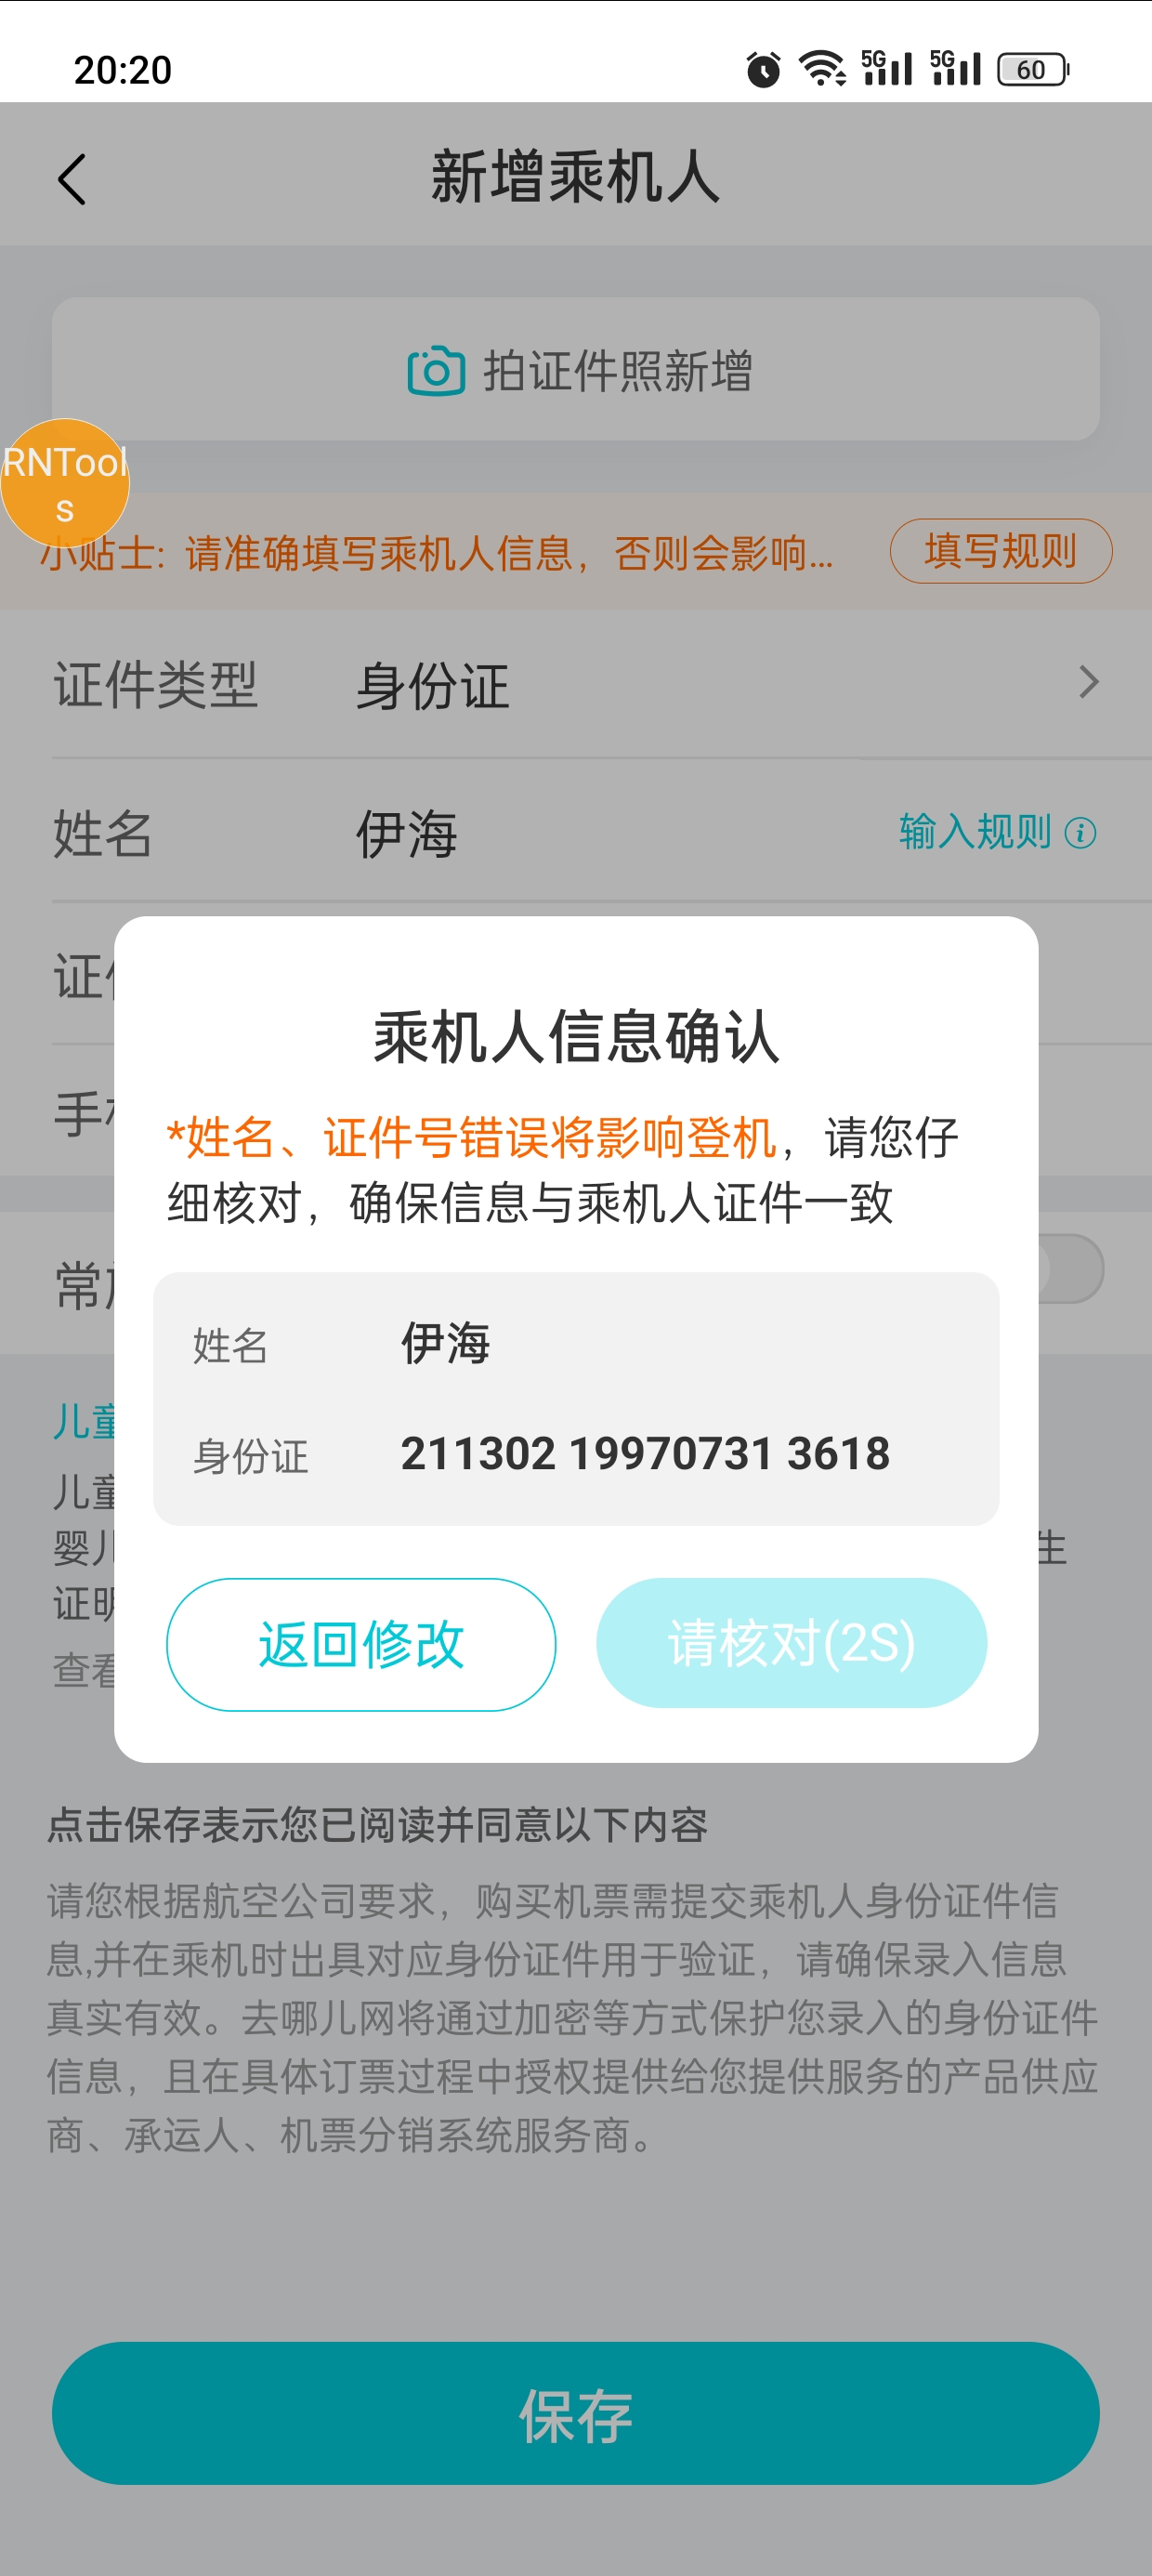 20:20
5G 5G 60
新增乘机人
拍证件照新增
RNTool
s
小贴士: 请准确填写乘机人信息，否则会影响...
填写规则
证件类型 身份证
姓名 伊海 输入规则
证
手
常
乘机人信息确认
*姓名、证件号错误将影响登机，请您仔
细核对，确保信息与乘机人证件一致
姓名 伊海
身份证 211302 19970731 3618
返回修改 请核对(2S)
儿童
儿童
婴儿 生
证明
查看
点击保存表示您已阅读并同意以下内容
请您根据航空公司要求，购买机票需提交乘机人身份证件信
息,并在乘机时出具对应身份证件用于验证，请确保录入信息
真实有效。去哪儿网将通过加密等方式保护您录入的身份证件
信息，且在具体订票过程中授权提供给您提供服务的产品供应
商、承运人、机票分销系统服务商。
保存